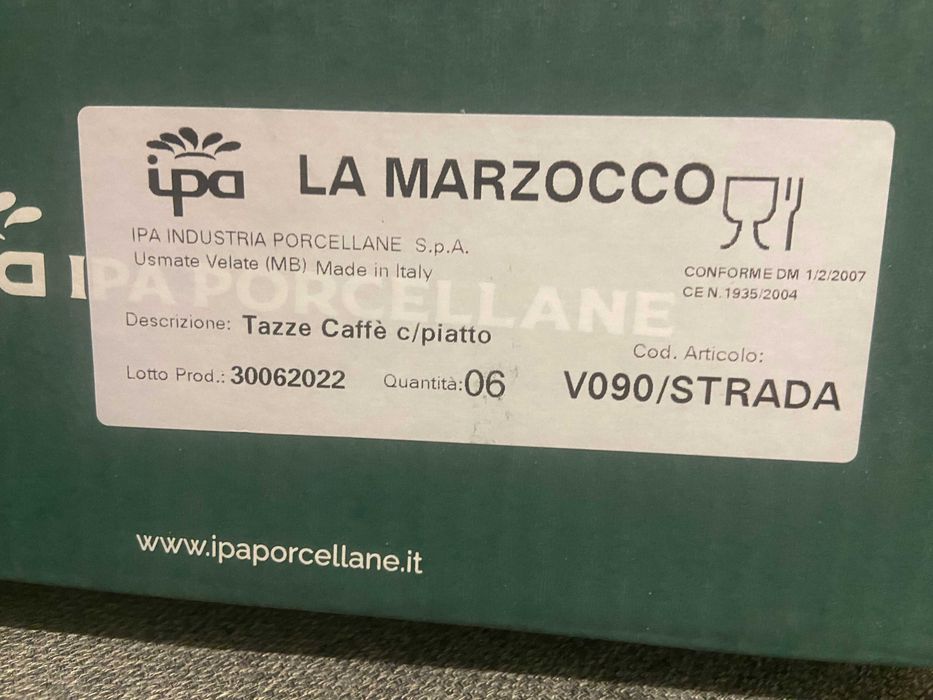 ipa
LA MARZOCCO
IPA INDUSTRIA PORCELLANE S.p.A.
Usmate Velate (MB) Made in Italy
CONFORME DM 1/2/2007
CE N. 1935/2004
IPA PORCELLANE
Descrizione: Tazze Caffè c/piatto
Cod. Articolo:
Lotto Prod.: 30062022 Quantità: 06
V090/STRADA
www.ipaporcellane.it